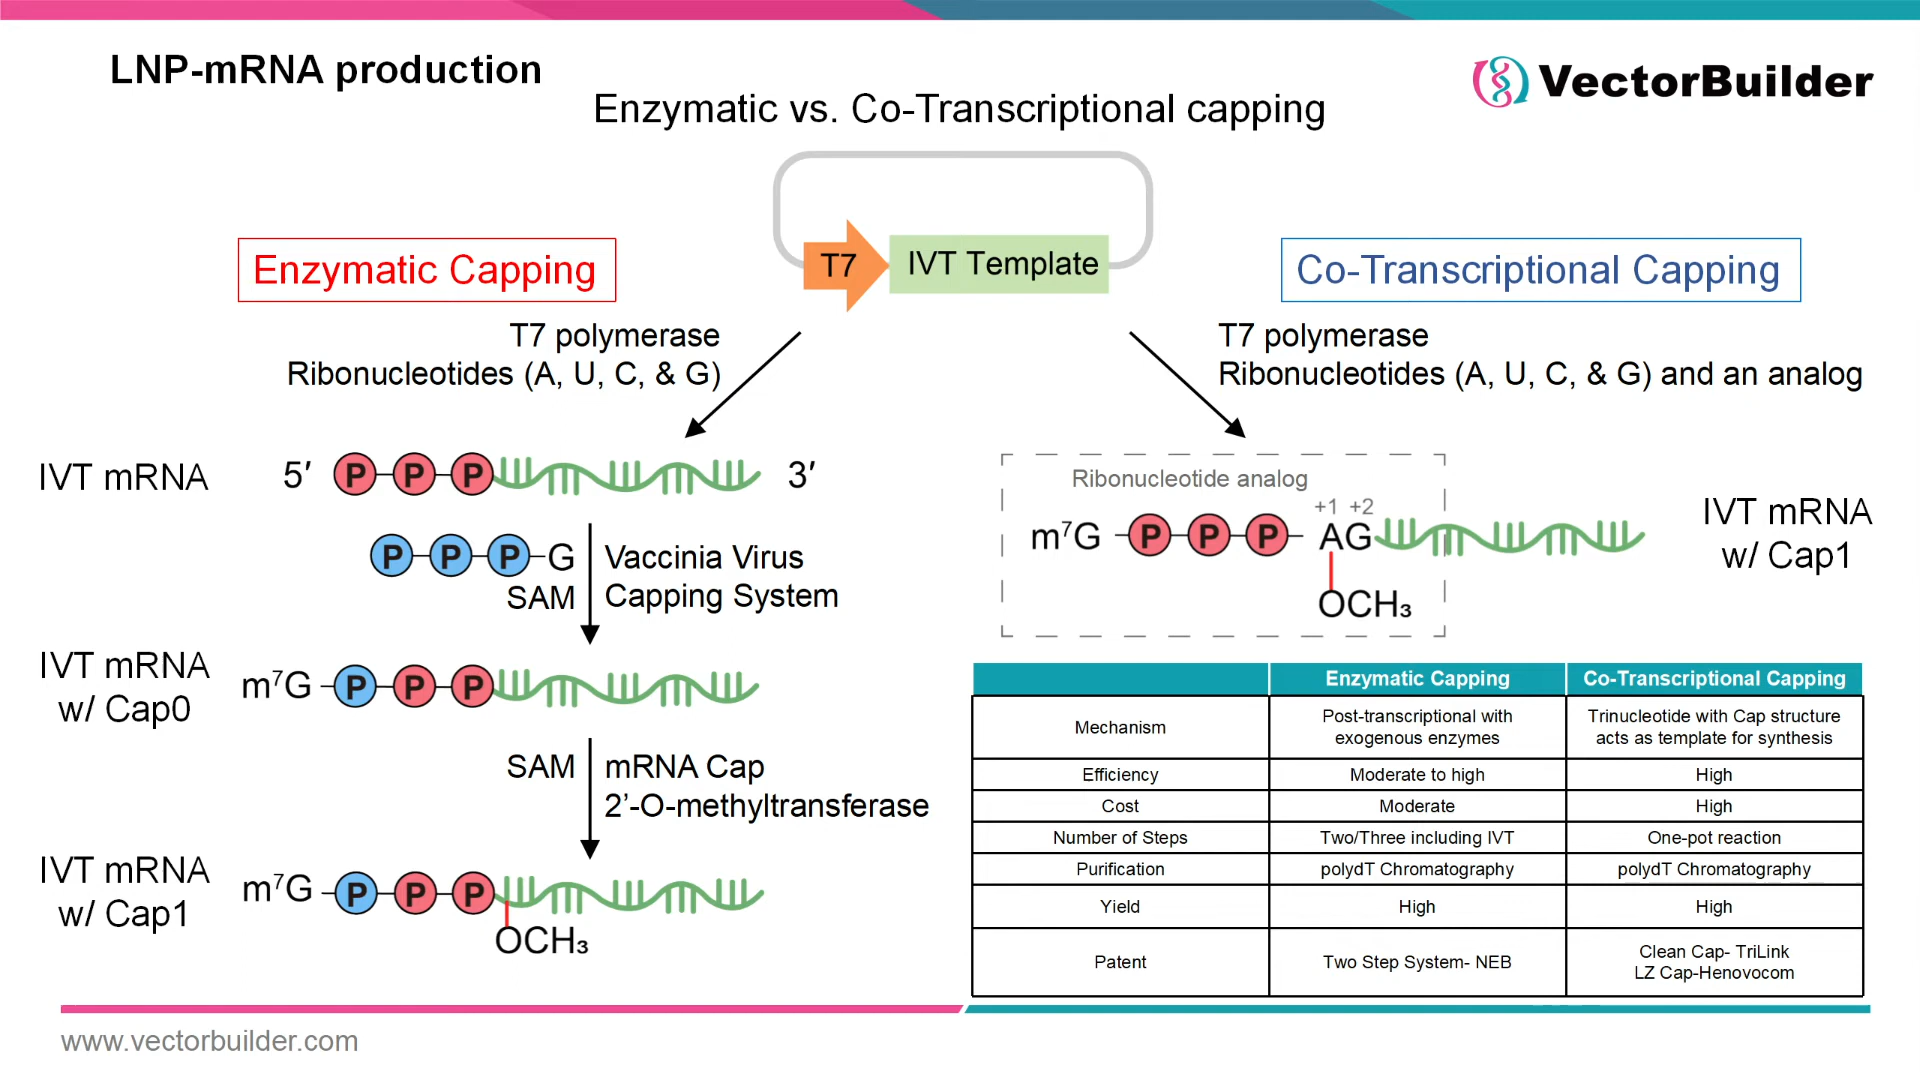 LNP-mRNA production
VectorBuilder
Enzymatic vs. Co-Transcriptional capping
T7
IVT Template
Enzymatic Capping
T7 polymerase
Ribonucleotides (A, U, C, & G)
IVT mRNA
5′ P P P 3′
P P P G
SAM
Vaccinia Virus
Capping System
IVT mRNA
w/ Cap0
m⁷G P P P
SAM
mRNA Cap
2’-O-methyltransferase
IVT mRNA
w/ Cap1
m⁷G P P P
OCH₃
Co-Transcriptional Capping
T7 polymerase
Ribonucleotides (A, U, C, & G) and an analog
Ribonucleotide analog
+1 +2
m⁷G P P P AG
OCH₃
IVT mRNA
w/ Cap1
Enzymatic Capping Co-Transcriptional Capping
Mechanism
Post-transcriptional with
exogenous enzymes
Trinucleotide with Cap structure
acts as template for synthesis
Efficiency Moderate to high High
Cost Moderate High
Number of Steps Two/Three including IVT One-pot reaction
Purification polydT Chromatography polydT Chromatography
Yield High High
Patent Two Step System- NEB
Clean Cap- TriLink
LZ Cap-Henovocom
www.vectorbuilder.com